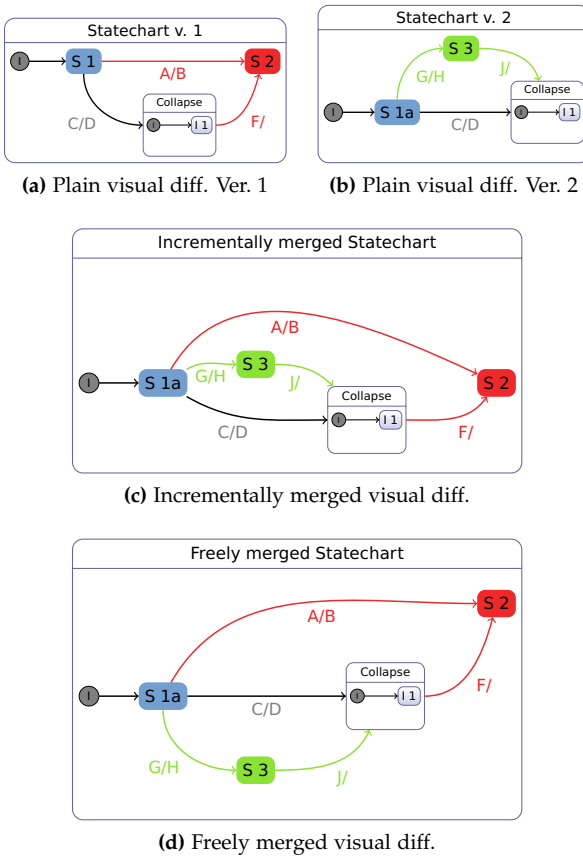 Statechart v. 1
I
S 1
A/B
S 2
Collapse
I
I 1
C/D
F/
(a) Plain visual diff. Ver. 1
Statechart v. 2
S 3
G/H
J/
Collapse
I
I 1
I
S 1a
C/D
(b) Plain visual diff. Ver. 2
Incrementally merged Statechart
A/B
S 3
G/H
J/
I
S 1a
S 2
Collapse
I
I 1
C/D
F/
(c) Incrementally merged visual diff.
Freely merged Statechart
S 2
A/B
Collapse
I
I 1
I
S 1a
C/D
F/
G/H
S 3
J/
(d) Freely merged visual diff.